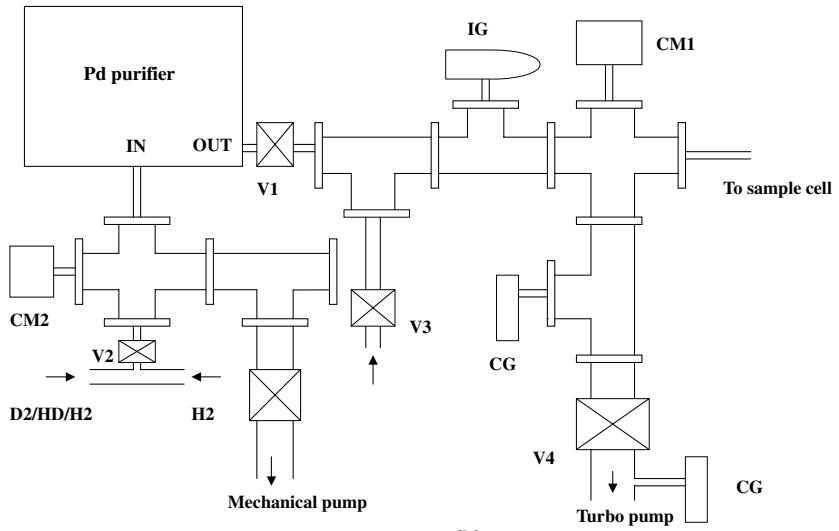 IG
CM1
Pd purifier
IN
OUT
V1
To sample cell
CM2
V3
V2
CG
D2/HD/H2
H2
V4
Mechanical pump
Turbo pump
CG